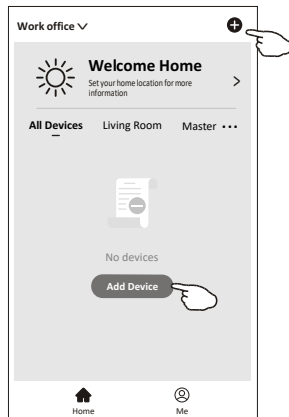 Work office
Welcome Home
Set your home location for more
information
All Devices Living Room Master ...
No devices
Add Device
Home Me